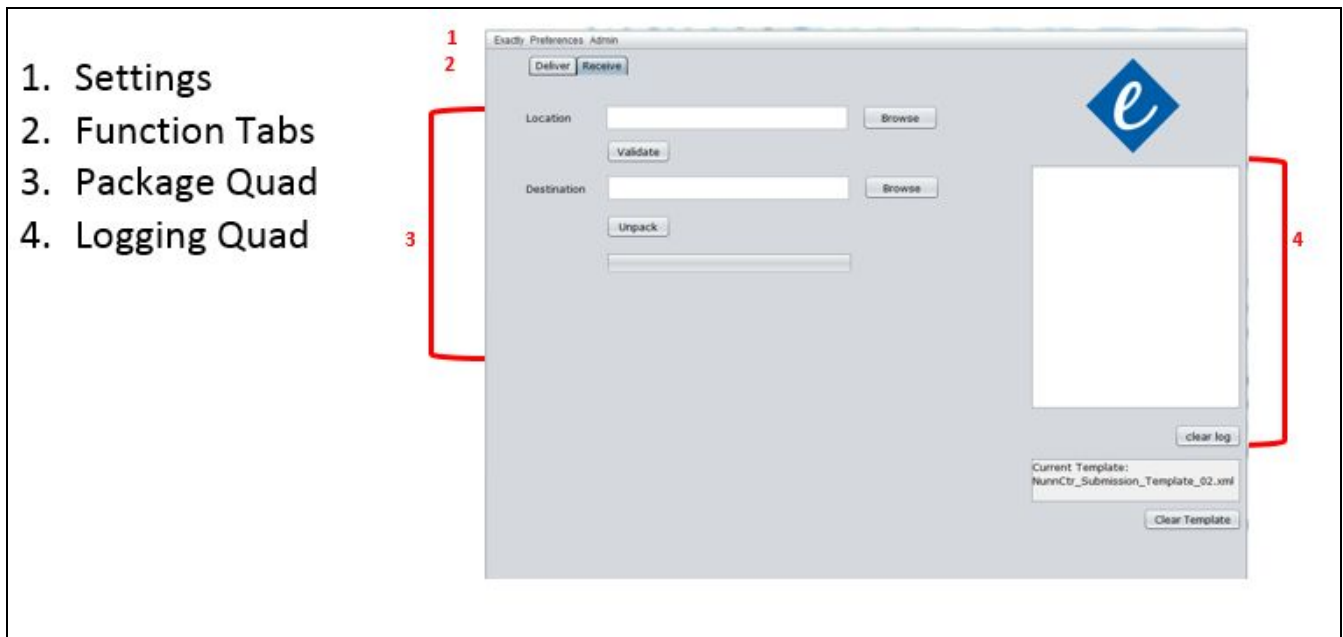 1. Settings
2. Function Tabs
3. Package Quad
4. Logging Quad
1
Exactly Preferences Admin
2
Deliver Receive
3
Location Browse
Validate
Destination Browse
Unpack
e
4
clear log
Current Template:
NunnCtr_Submission_Template_02.xml
Clear Template